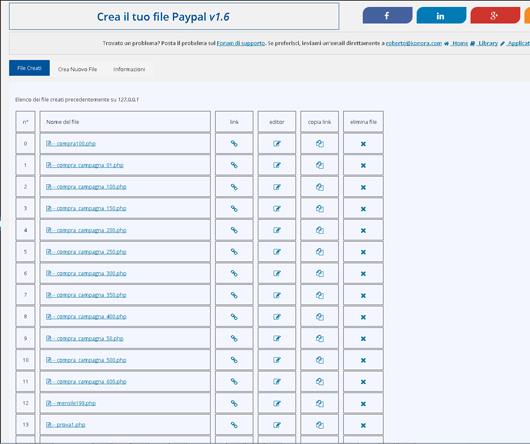 Crea il tuo file Paypal v1.6
f in g+
Trovato un problema? Posta il probelera sul Forum di supporto. Se preferisci, inviami un'email direttamente a roberto@konora.com Home Library Applicat
File Creati Crea Nuovo File Informazioni
Elenco dei file creati precedentemente su 127.0.0.1
n° Nome del file link editor copia link elimina file
0 - compra100.php
1 - compra_campagna_01.php
2 - compra_campagna_100.php
3 - compra_campagna_150.php
4 - compra_campagna_200.php
5 - compra_campagna_250.php
6 - compra_campagna_300.php
7 - compra_campagna_350.php
8 - compra_campagna_400.php
9 - compra_campagna_50.php
10 - compra_campagna_500.php
11 - compra_campagna_600.php
12 - mensile199.php
13 - prova1.php